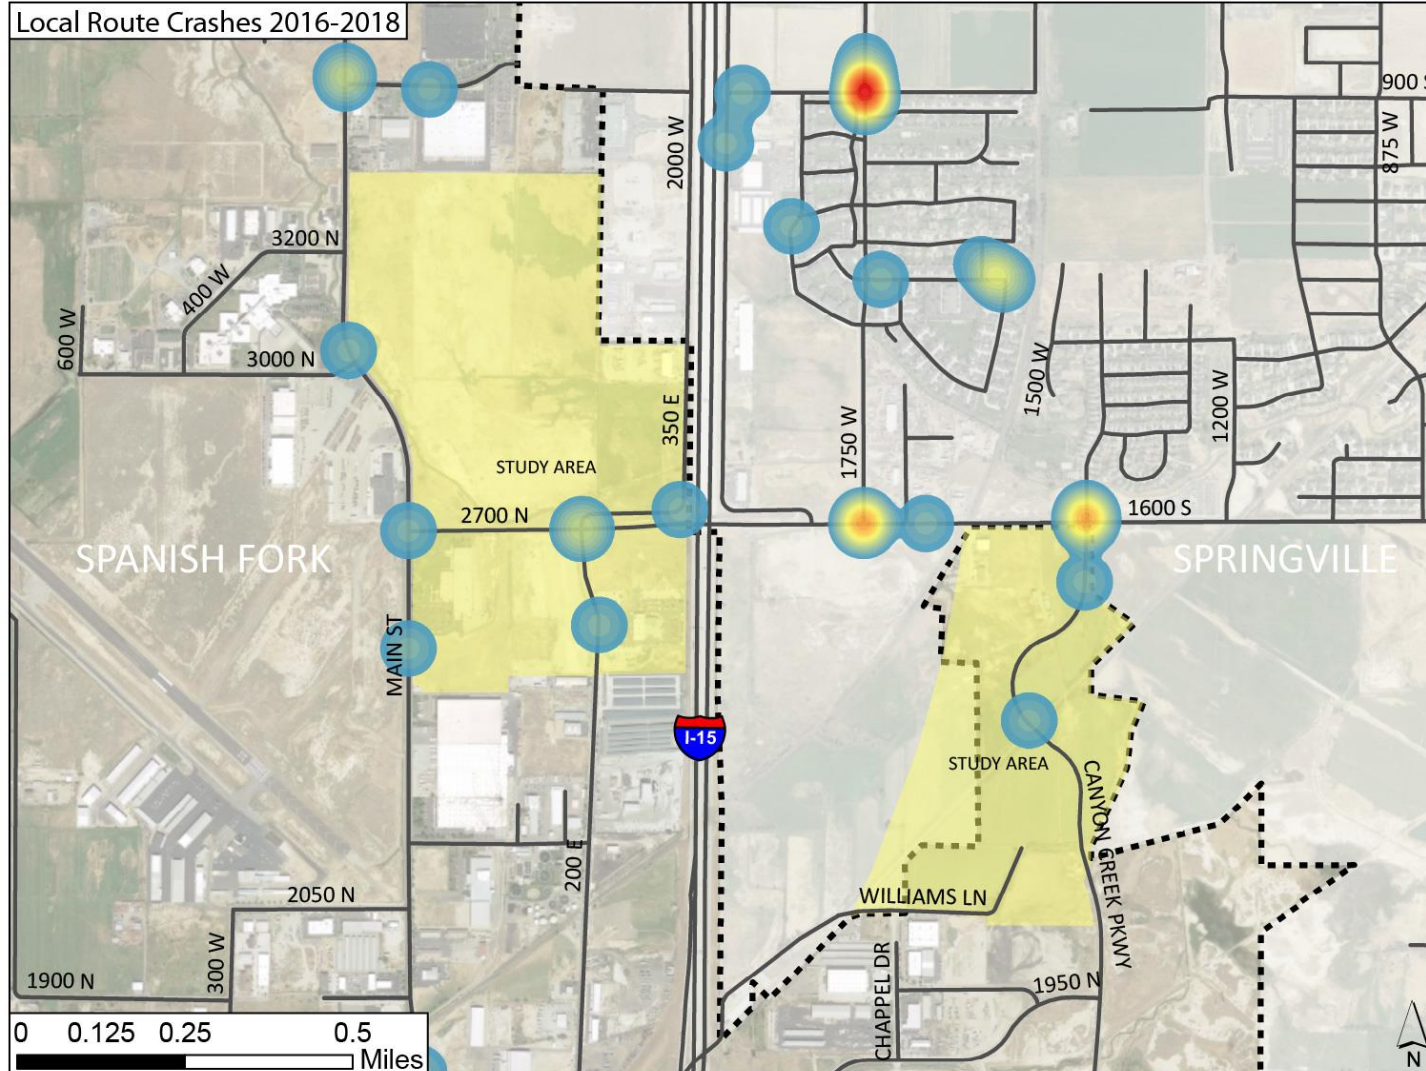 Local Route Crashes 2016-2018
900 S
2000 W
875 W
3200 N
400 W
600 W
3000 N
1500 W
350 E
1750 W
1200 W
STUDY AREA
2700 N
1600 S
SPANISH FORK
SPRINGVILLE
MAIN ST
I-15
STUDY AREA
CANYON CREEK PKWY
200 E
2050 N
WILLIAMS LN
300 W
CHAPPEL DR
1900 N
1950 N
0 0.125 0.25 0.5
Miles
N